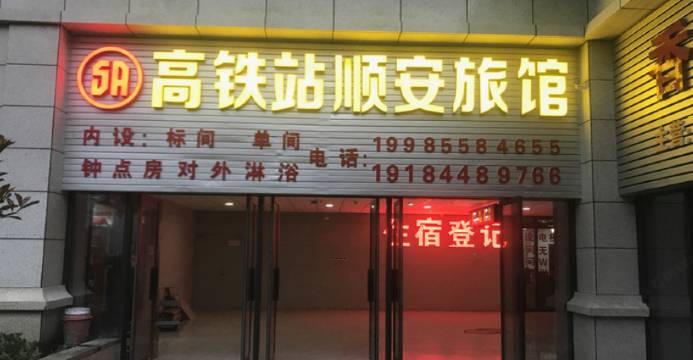 SA 高铁站顺安旅馆
内设：标间 单间
钟点房对外淋浴
电话：
19985584655
19184489766
住宿登记